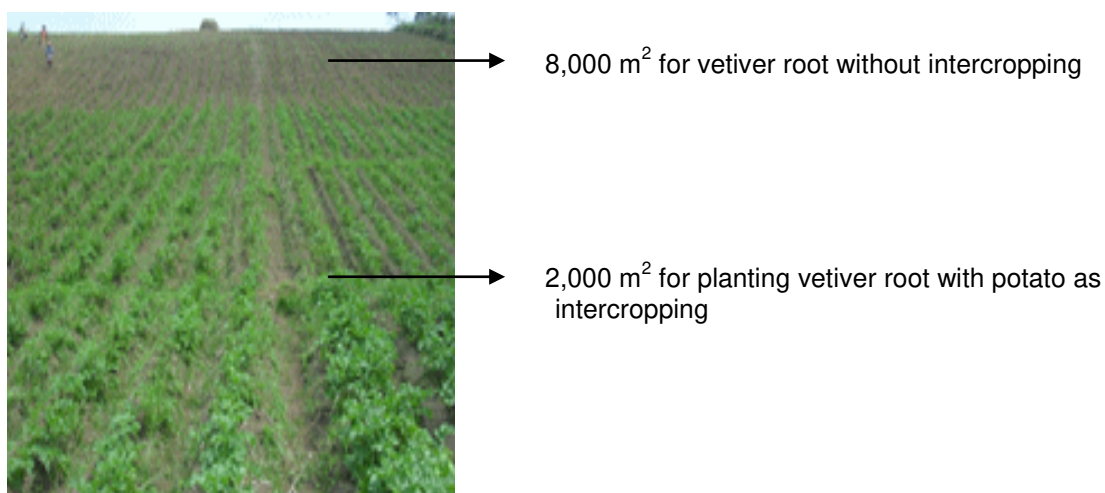 8,000 m² for vetiver root without intercropping
2,000 m² for planting vetiver root with potato as
intercropping